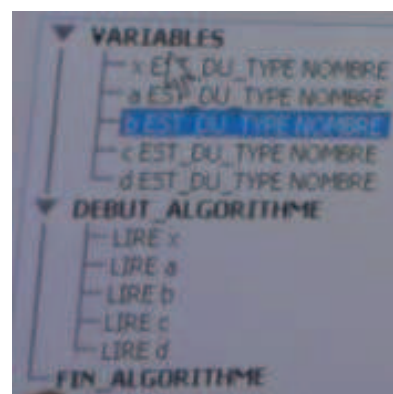 VARIABLES
x EST_DU_TYPE NOMBRE
a EST_DU_TYPE NOMBRE
b EST_DU_TYPE NOMBRE
c EST_DU_TYPE NOMBRE
d EST_DU_TYPE NOMBRE
DEBUT_ALGORITHME
LIRE x
LIRE a
LIRE b
LIRE c
LIRE d
FIN_ALGORITHME